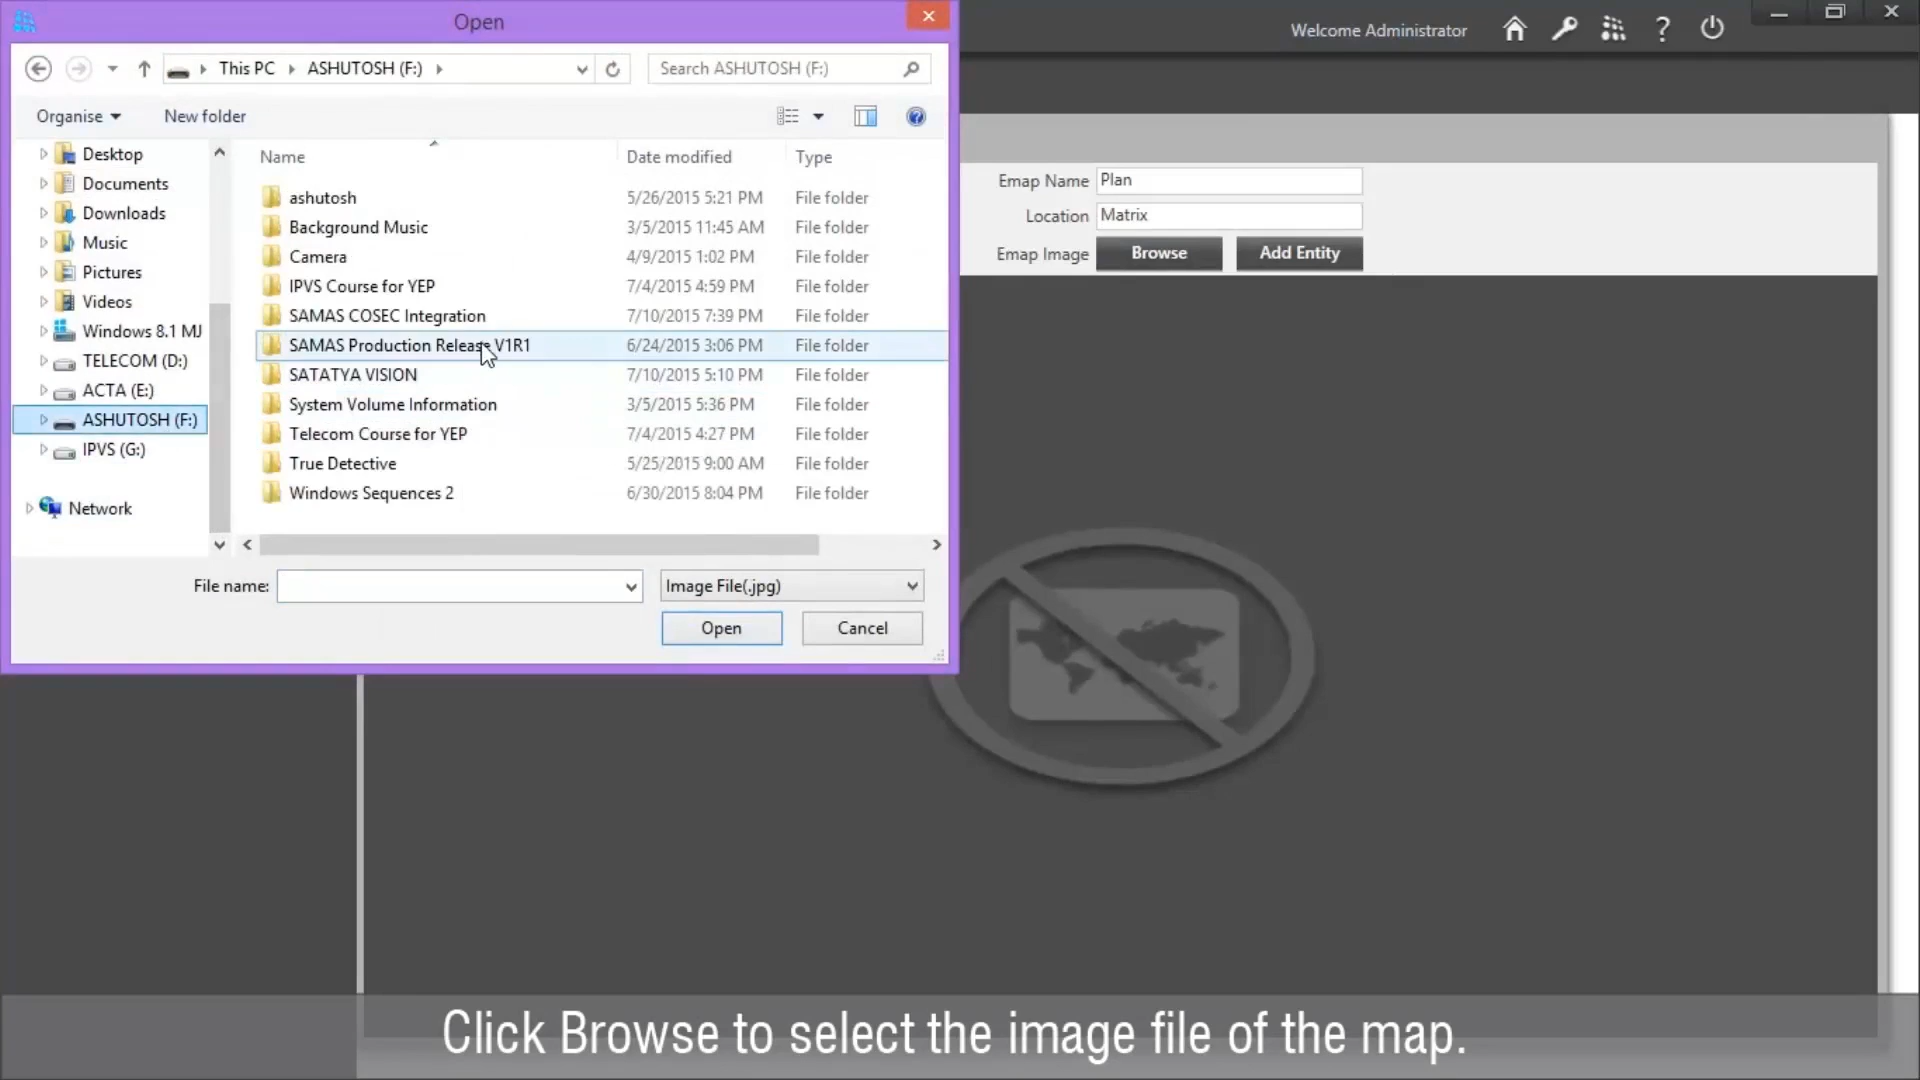 Open
Welcome Administrator
This PC
ASHUTOSH (F:)
Search ASHUTOSH (F:)
Organise
New folder
Name
Date modified
Type
Desktop
Documents
Downloads
Music
Pictures
Videos
Windows 8.1 MJ
TELECOM (D:)
ACTA (E:)
ASHUTOSH (F:)
IPVS (G:)
Network
ashutosh 5/26/2015 5:21 PM File folder
Background Music 3/5/2015 11:45 AM File folder
Camera 4/9/2015 1:02 PM File folder
IPVS Course for YEP 7/4/2015 4:59 PM File folder
SAMAS COSEC Integration 7/10/2015 7:39 PM File folder
SAMAS Production Release V1R1 6/24/2015 3:06 PM File folder
SATATYA VISION 7/10/2015 5:10 PM File folder
System Volume Information 3/5/2015 5:36 PM File folder
Telecom Course for YEP 7/4/2015 4:27 PM File folder
True Detective 5/25/2015 9:00 AM File folder
Windows Sequences 2 6/30/2015 8:04 PM File folder
File name:
Image File(.jpg)
Open
Cancel
Emap Name Plan
Location Matrix
Emap Image Browse Add Entity
Click Browse to select the image file of the map.